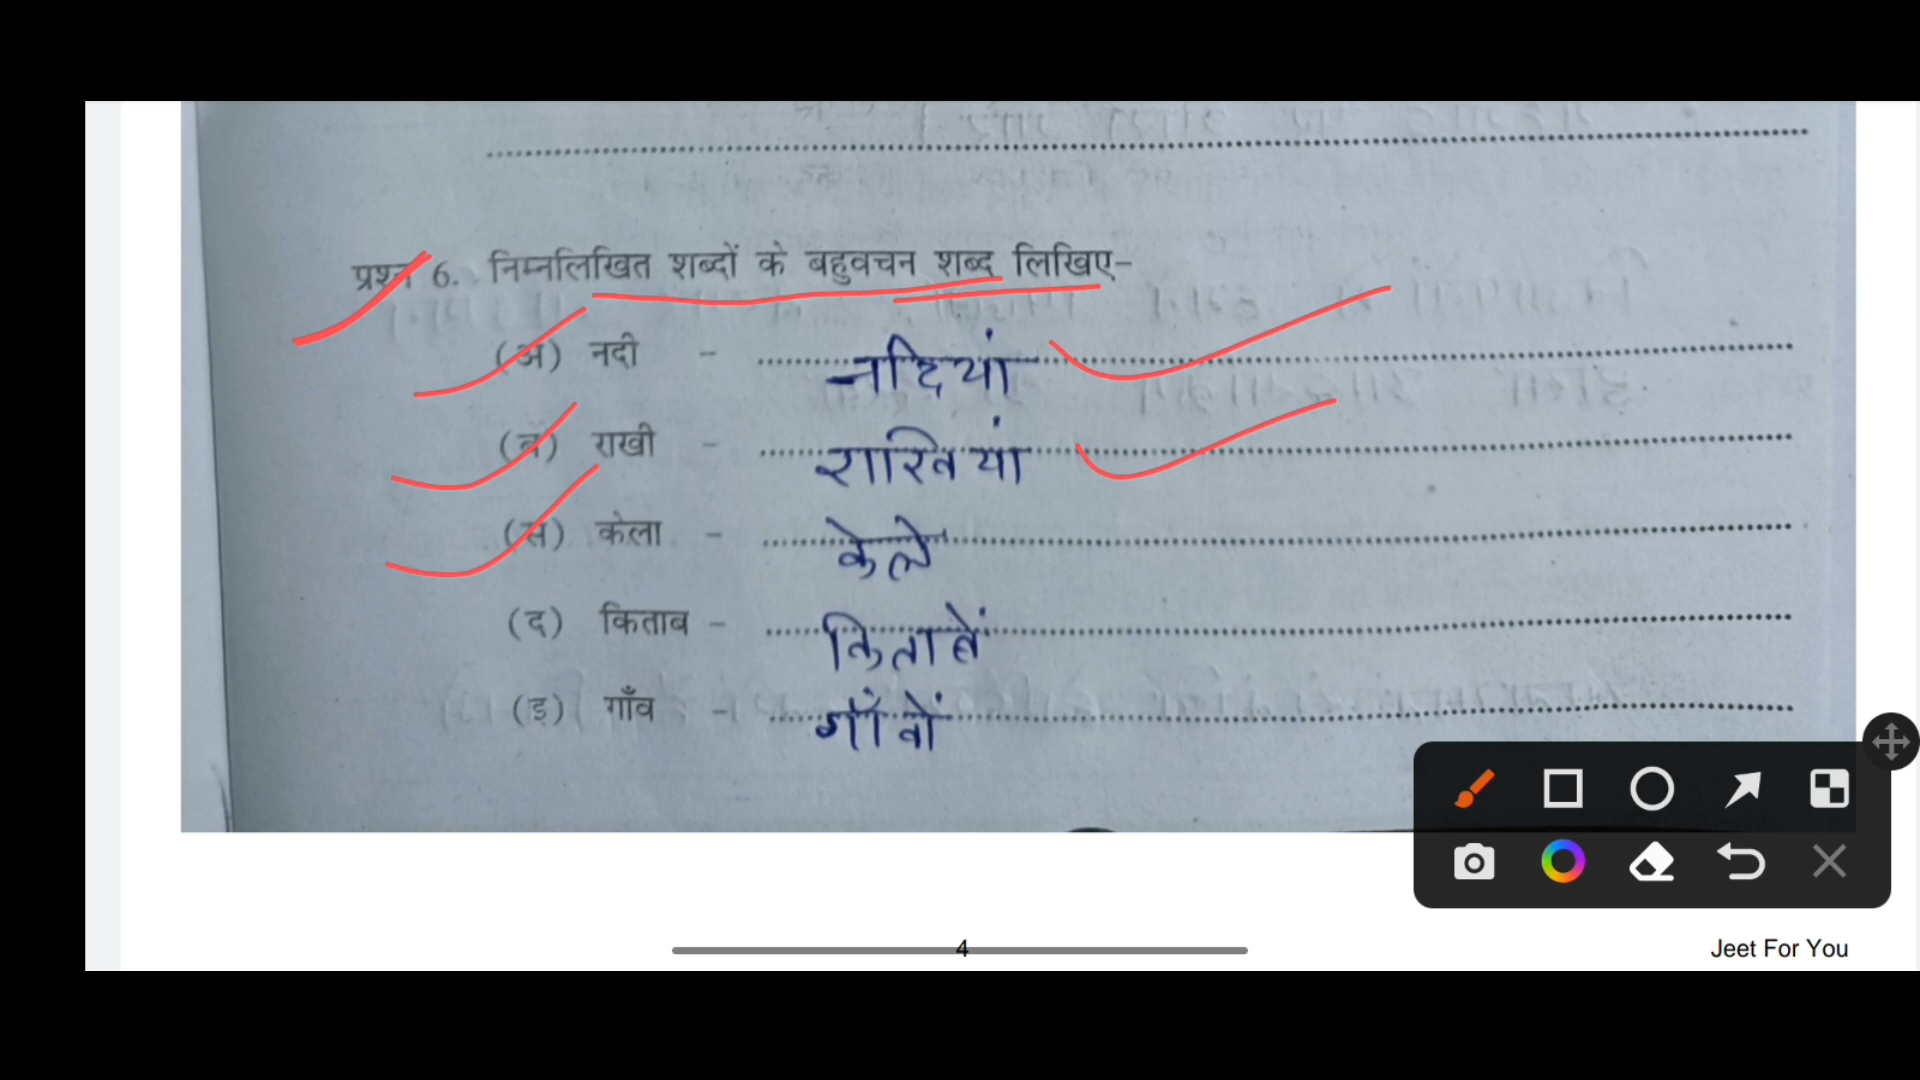 प्रश्न 6. निम्नलिखित शब्दों के बहुवचन शब्द लिखिए-
(अ) नदी - नदियां
(ब) राखी - राखियां
(स) केला - केले
(द) किताब - किताबें
(इ) गाँव - गाँवों
4
Jeet For You